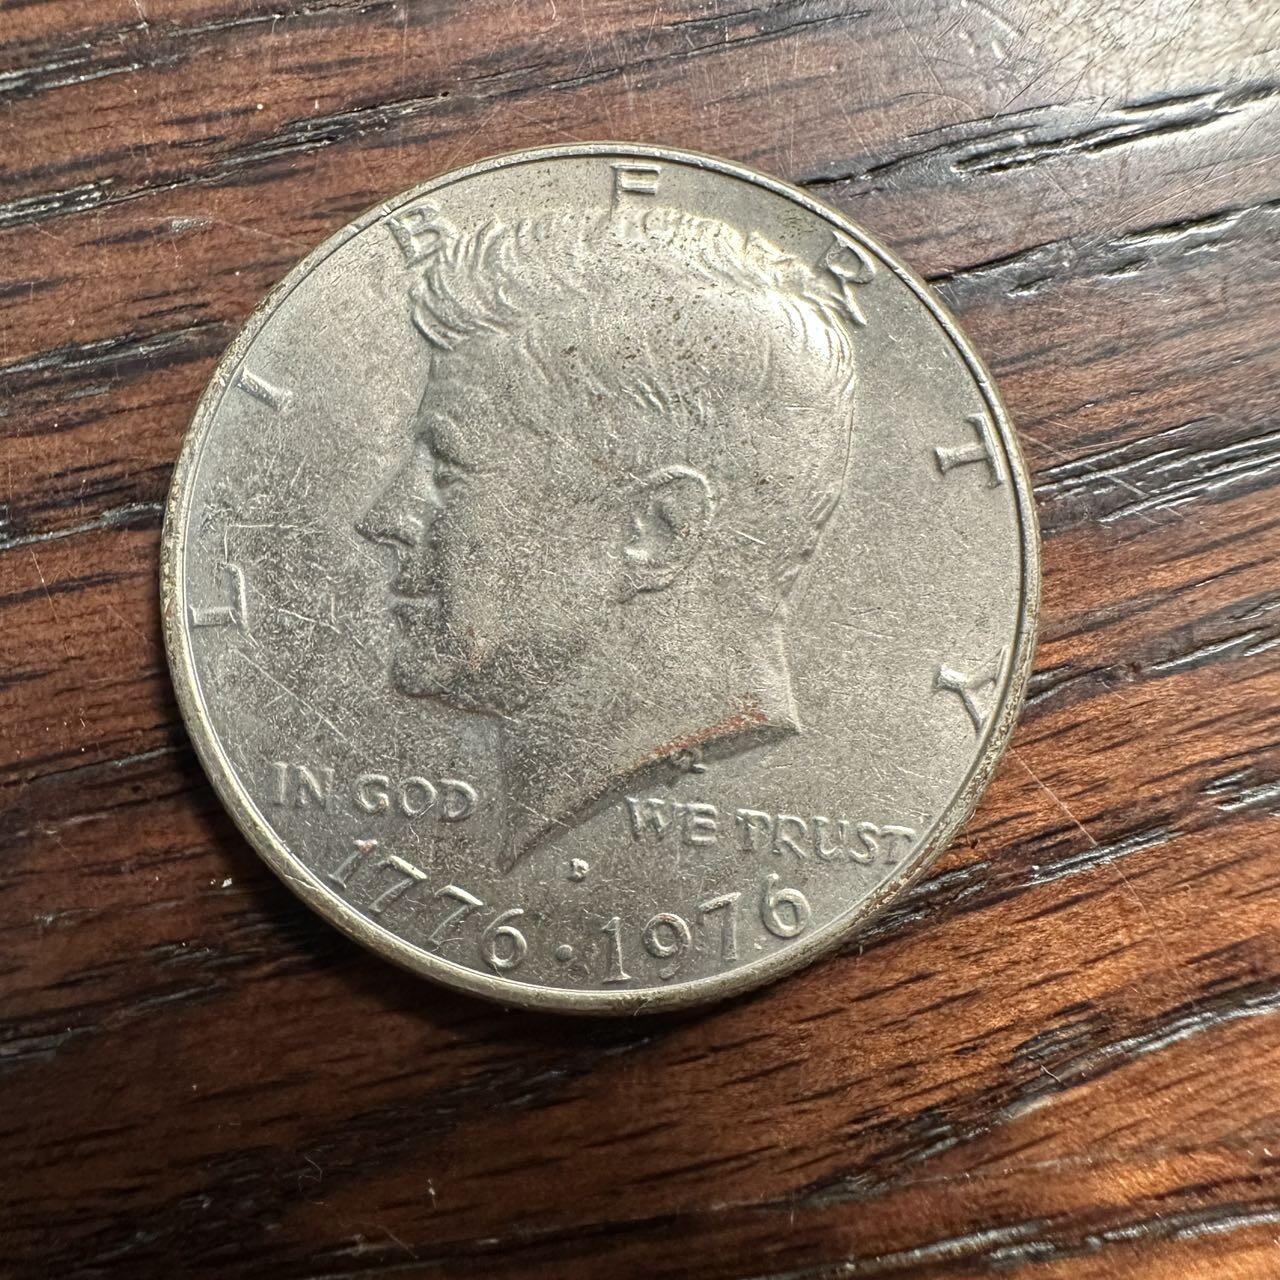 LIBERTY
IN GOD WE TRUST
D
1776 · 1976